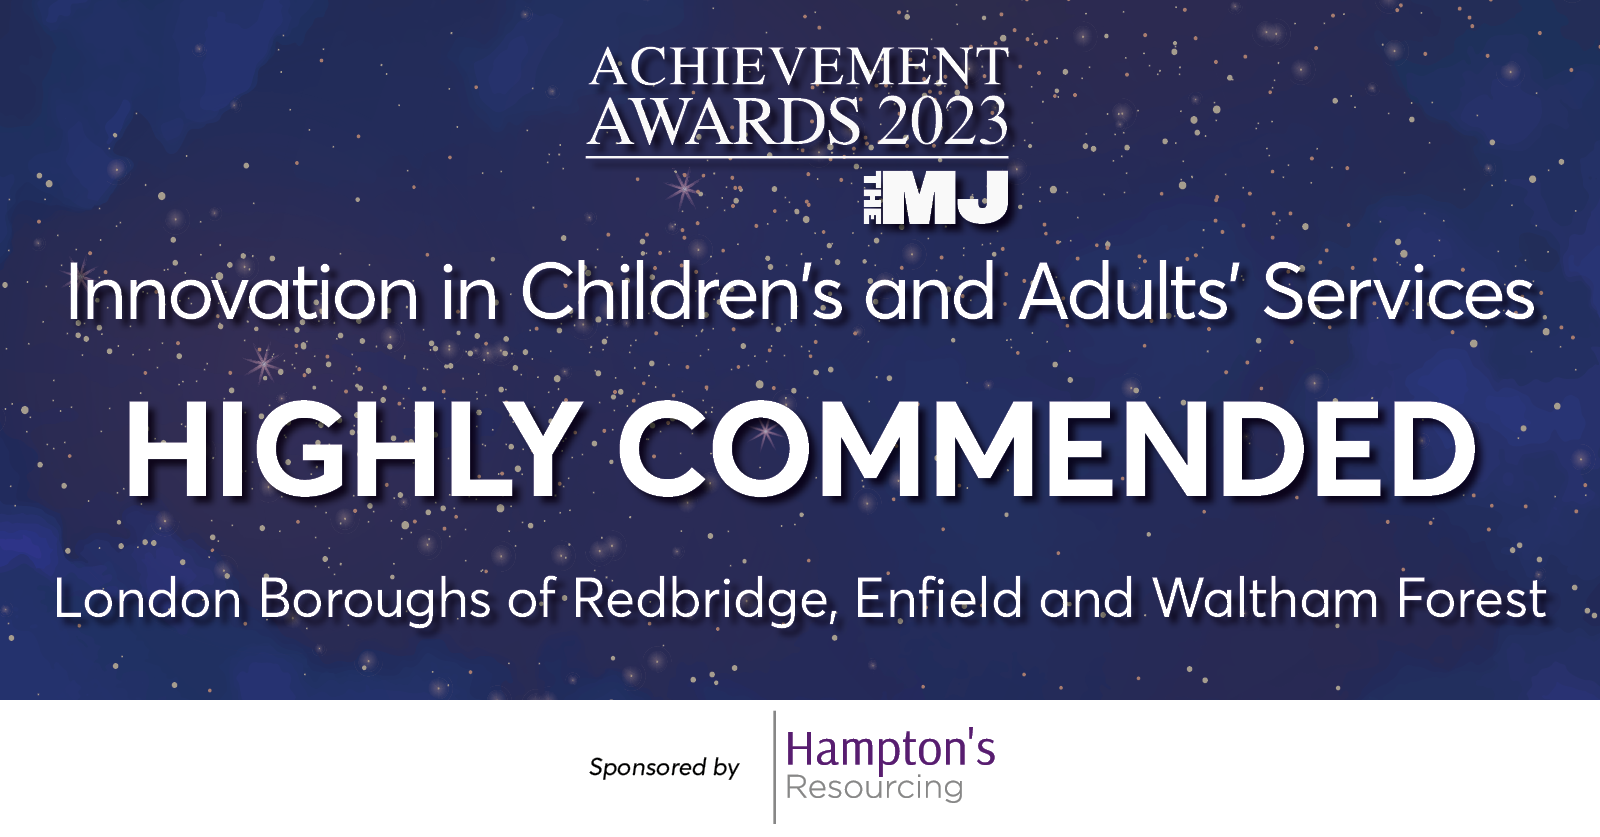 ACHIEVEMENT
AWARDS 2023
THE MJ
Innovation in Children’s and Adults’ Services
HIGHLY COMMENDED
London Boroughs of Redbridge, Enfield and Waltham Forest
Sponsored by
Hampton's
Resourcing